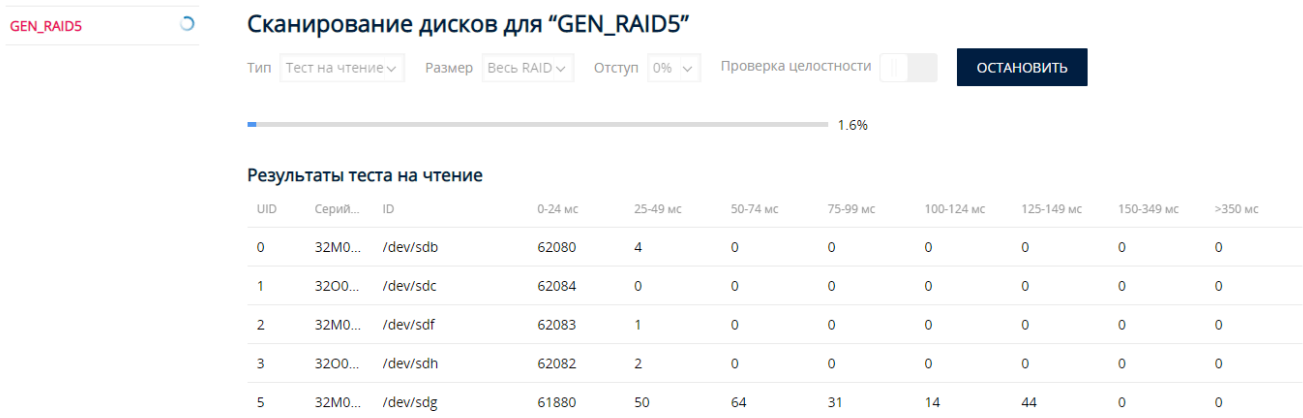 GEN_RAID5
Сканирование дисков для “GEN_RAID5”
Тип Тест на чтение Размер Весь RAID Отступ 0% Проверка целостности ОСТАНОВИТЬ
1.6%
Результаты теста на чтение
UID Серий... ID 0-24 мс 25-49 мс 50-74 мс 75-99 мс 100-124 мс 125-149 мс 150-349 мс >350 мс
0 32M0... /dev/sdb 62080 4 0 0 0 0 0 0
1 32O0... /dev/sdc 62084 0 0 0 0 0 0 0
2 32M0... /dev/sdf 62083 1 0 0 0 0 0 0
3 32O0... /dev/sdh 62082 2 0 0 0 0 0 0
5 32M0... /dev/sdg 61880 50 64 31 14 44 0 0